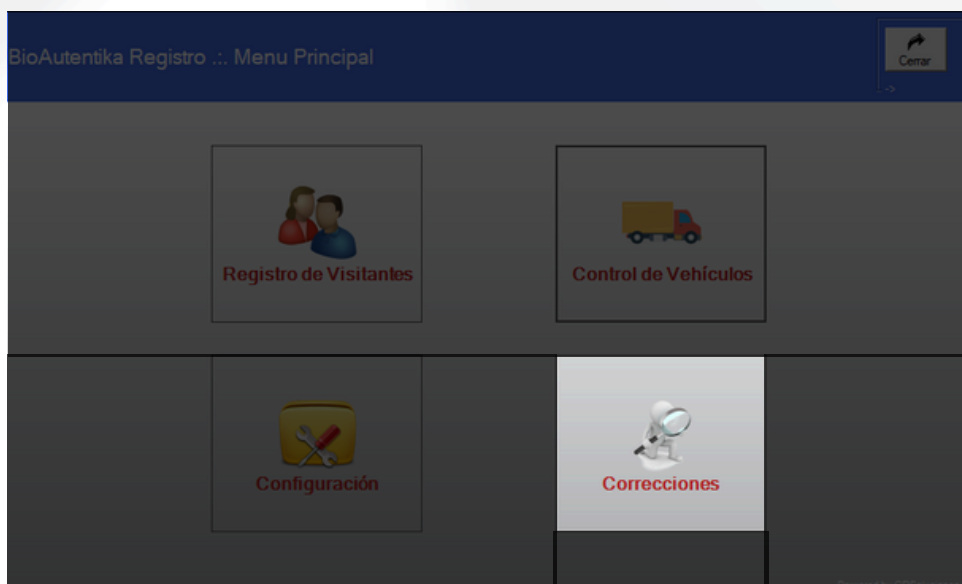 BioAutentika Registro .:. Menu Principal
Cerrar
->
Registro de Visitantes
Control de Vehículos
Configuración
Correcciones